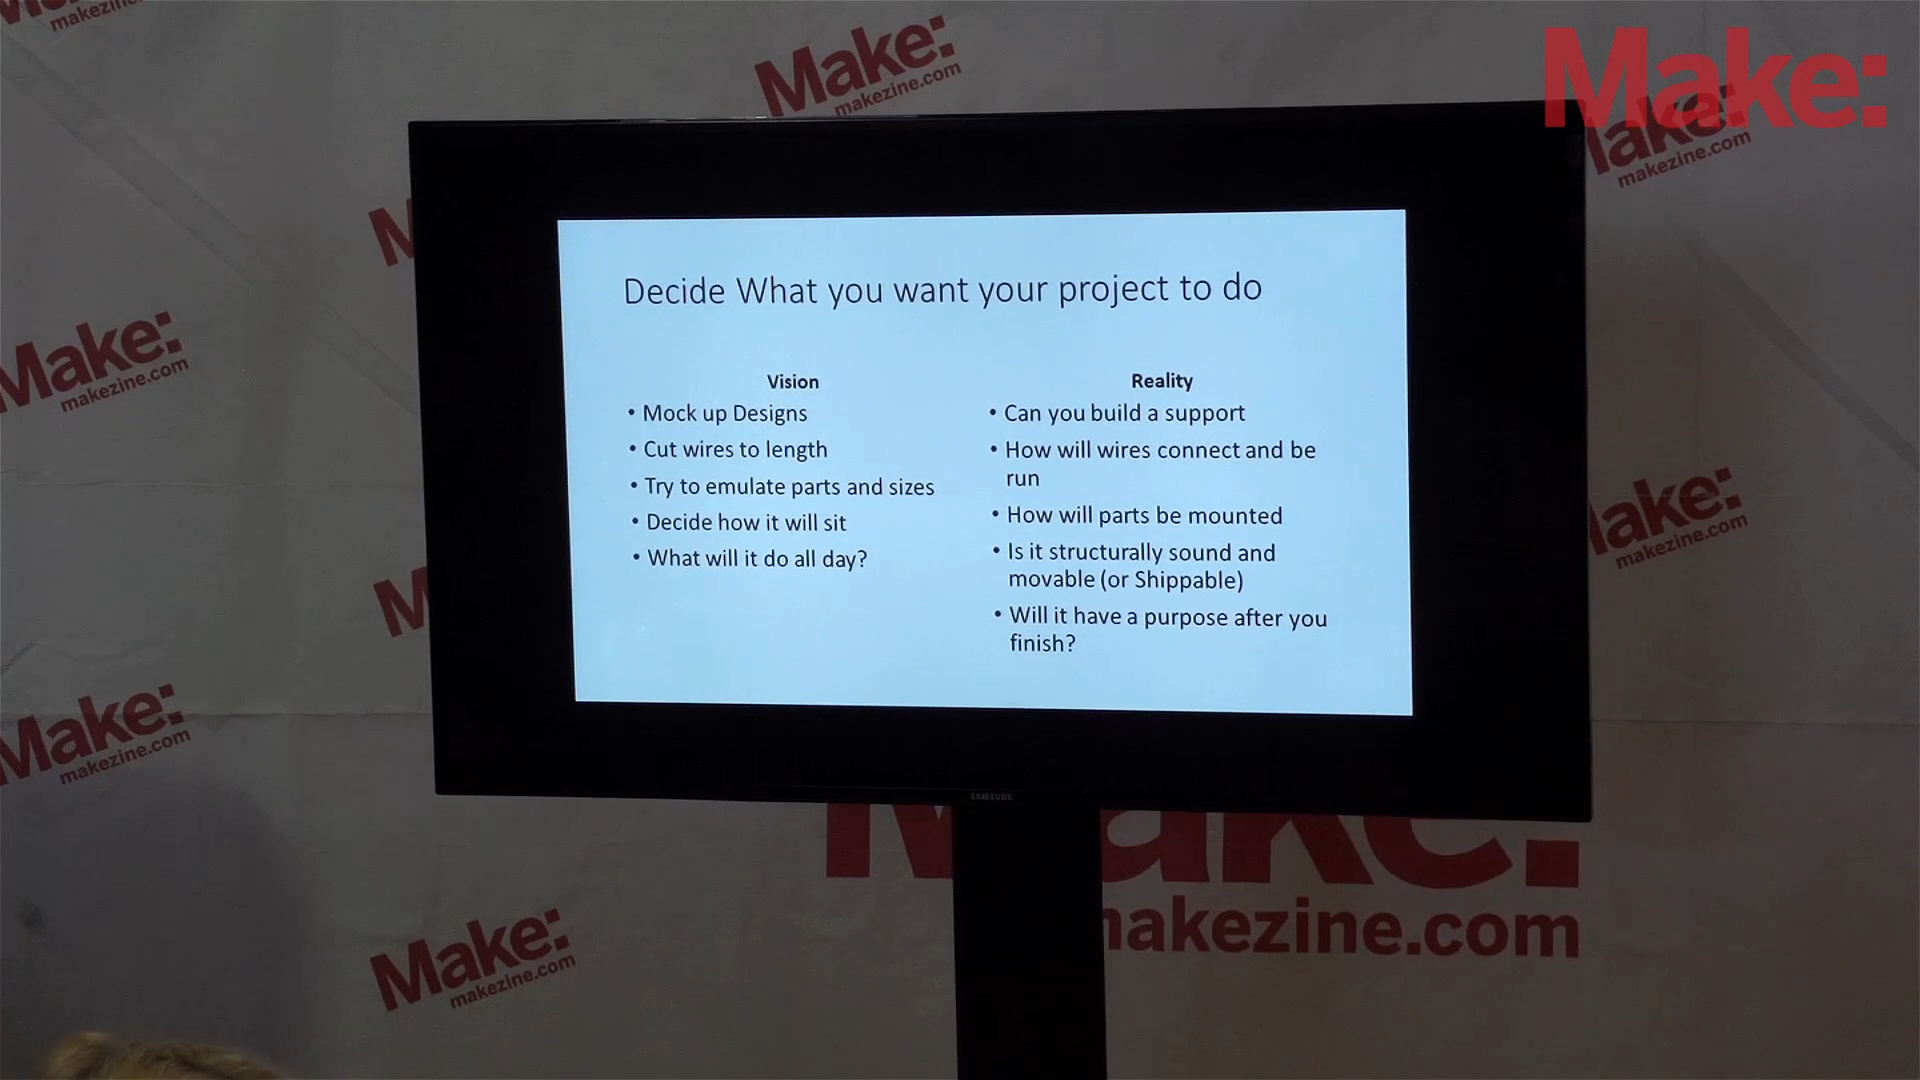 makezine
Make:
makezine.com
Make:
Make:
makezine.com
Decide What you want your project to do
Vision
• Mock up Designs
• Cut wires to length
• Try to emulate parts and sizes
• Decide how it will sit
• What will it do all day?
Reality
• Can you build a support
• How will wires connect and be
run
• How will parts be mounted
• Is it structurally sound and
movable (or Shippable)
• Will it have a purpose after you
finish?
SAMSUNG
Make:
makezine.com
ake:
makezine.com
Make:
makezine.com
Make:
makezine.com
ake:
akezine.com